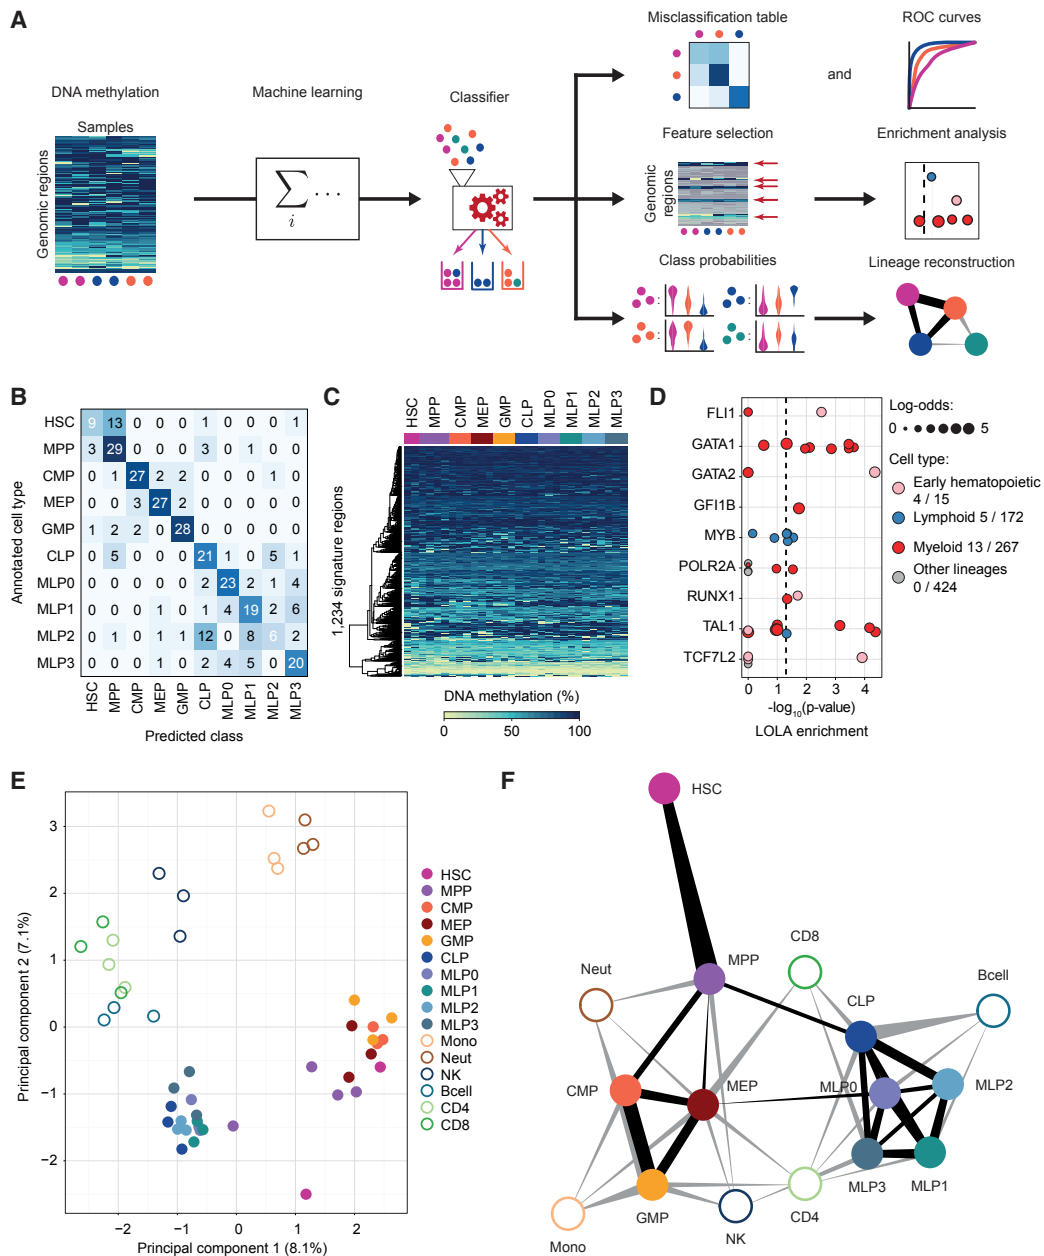 A
DNA methylation
Samples
Genomic regions
Machine learning
∑ i ...
Classifier
Misclassification table
and
ROC curves
Feature selection
Genomic
regions
Enrichment analysis
Class probabilities
: : : :
Lineage reconstruction
B
Annotated cell type
HSC 9 13 0 0 0 1 0 0 0 1
MPP 3 29 0 0 0 3 0 1 0 0
CMP 0 1 27 2 2 0 0 0 1 0
MEP 0 0 3 27 2 0 0 0 0 0
GMP 1 2 2 0 28 0 0 0 0 0
CLP 0 5 0 0 0 21 1 0 5 1
MLP0 0 0 0 0 0 2 23 2 1 4
MLP1 0 0 0 1 0 1 4 19 2 6
MLP2 0 1 0 1 1 12 0 8 6 2
MLP3 0 0 0 1 0 2 4 5 0 20
HSC MPP CMP MEP GMP CLP MLP0 MLP1 MLP2 MLP3
Predicted class
C
HSC MPP CMP MEP GMP CLP MLP0 MLP1 MLP2 MLP3
1,234 signature regions
DNA methylation (%)
0 50 100
D
FLI1
GATA1
GATA2
GFI1B
MYB
POLR2A
RUNX1
TAL1
TCF7L2
0 1 2 3 4
-log10(p-value)
LOLA enrichment
Log-odds:
0 5
Cell type:
Early hematopoietic
4 / 15
Lymphoid 5 / 172
Myeloid 13 / 267
Other lineages
0 / 424
E
Principal component 2 (7.1%)
3
2
1
0
−1
−2
−2 −1 0 1 2
Principal component 1 (8.1%)
HSC
MPP
CMP
MEP
GMP
CLP
MLP0
MLP1
MLP2
MLP3
Mono
Neut
NK
Bcell
CD4
CD8
F
HSC
MPP
CD8
Neut
Bcell
CLP
CMP
MEP
MLP0
MLP2
MLP3
MLP1
GMP
CD4
NK
Mono